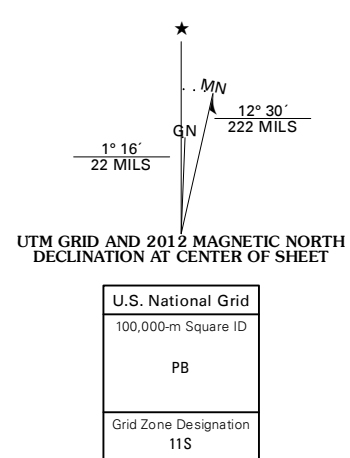 ★
MN
GN
12° 30´
222 MILS
1° 16´
22 MILS
UTM GRID AND 2012 MAGNETIC NORTH
DECLINATION AT CENTER OF SHEET
U.S. National Grid
100,000-m Square ID
PB
Grid Zone Designation
11S